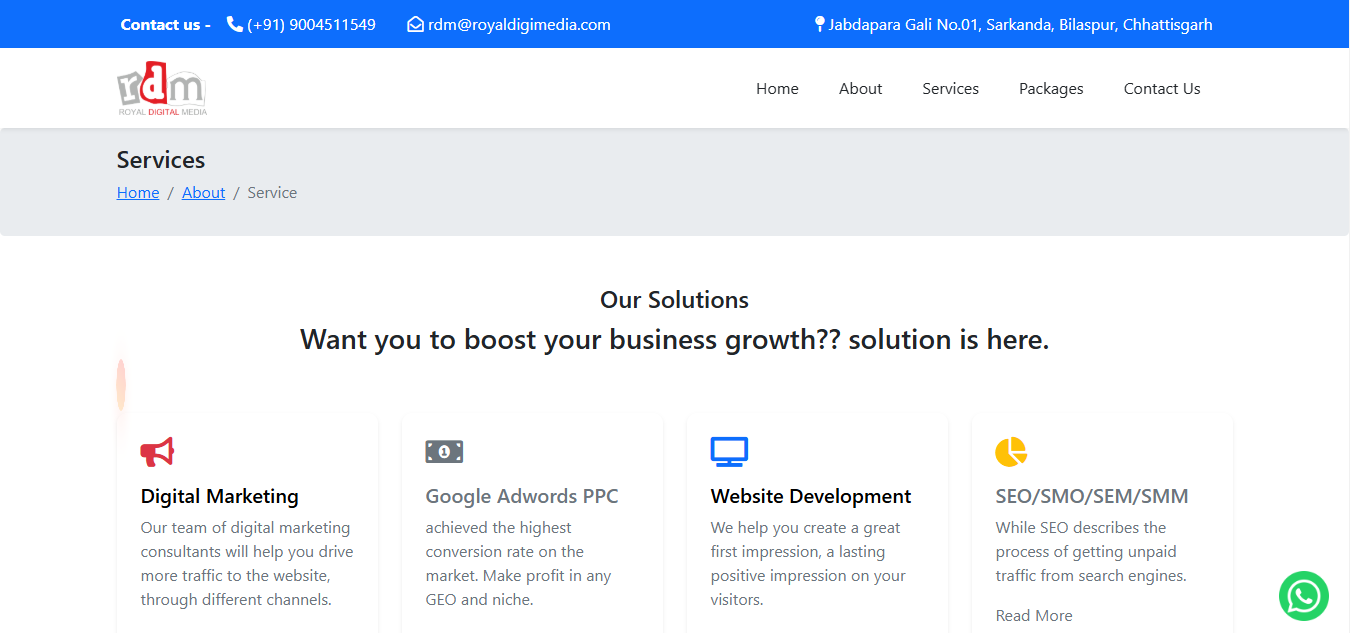 Contact us - (+91) 9004511549 rdm@royaldigimedia.com Jabdapara Gali No.01, Sarkanda, Bilaspur, Chhattisgarh
rdm
ROYAL DIGITAL MEDIA
Home About Services Packages Contact Us
Services
Home / About / Service
Our Solutions
Want you to boost your business growth?? solution is here.
Digital Marketing
Our team of digital marketing
consultants will help you drive
more traffic to the website,
through different channels.
1
Google Adwords PPC
achieved the highest
conversion rate on the
market. Make profit in any
GEO and niche.
Website Development
We help you create a great
first impression, a lasting
positive impression on your
visitors.
SEO/SMO/SEM/SMM
While SEO describes the
process of getting unpaid
traffic from search engines.
Read More